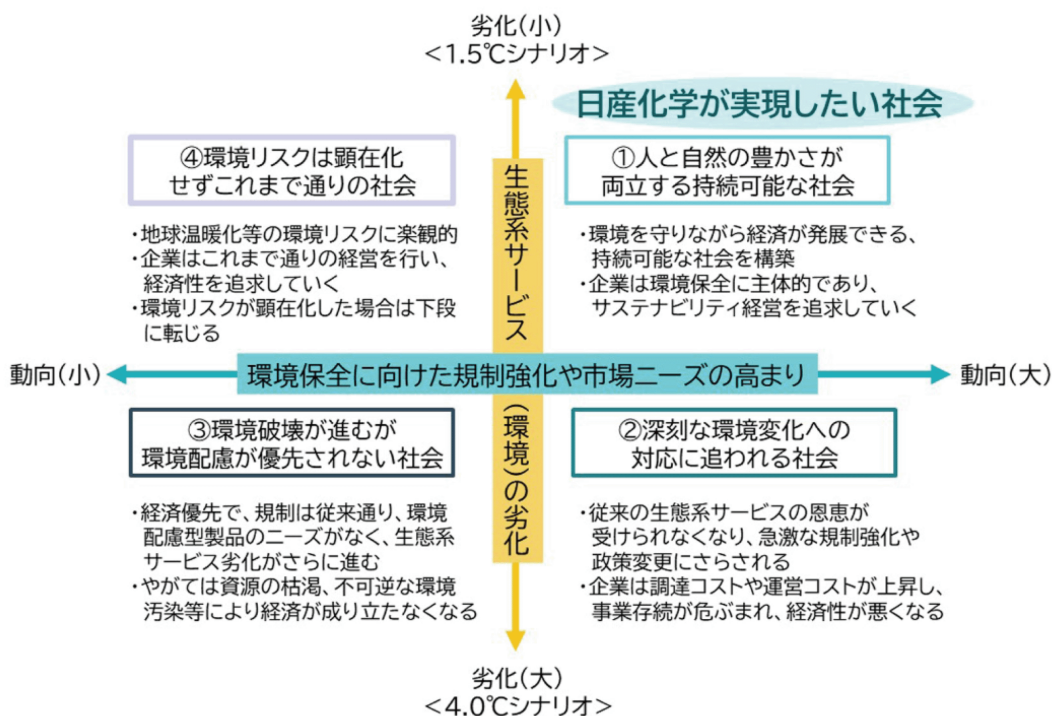 劣化(小)
＜1.5℃シナリオ＞
日産化学が実現したい社会
④環境リスクは顕在化
せずこれまで通りの社会
・地球温暖化等の環境リスクに楽観的
・企業はこれまで通りの経営を行い、
経済性を追求していく
・環境リスクが顕在化した場合は下段
に転じる
①人と自然の豊かさが
両立する持続可能な社会
・環境を守りながら経済が発展できる、
持続可能な社会を構築
・企業は環境保全に主体的であり、
サステナビリティ経営を追求していく
生態系サービス(環境)の劣化
動向(小)
環境保全に向けた規制強化や市場ニーズの高まり
動向(大)
③環境破壊が進むが
環境配慮が優先されない社会
・経済優先で、規制は従来通り、環境
配慮型製品のニーズがなく、生態系
サービス劣化がさらに進む
・やがては資源の枯渇、不可逆な環境
汚染等により経済が成り立たなくなる
②深刻な環境変化への
対応に追われる社会
・従来の生態系サービスの恩恵が
受けられなくなり、急激な規制強化や
政策変更にさらされる
・企業は調達コストや運営コストが上昇し、
事業存続が危ぶまれ、経済性が悪くなる
劣化(大)
＜4.0℃シナリオ＞